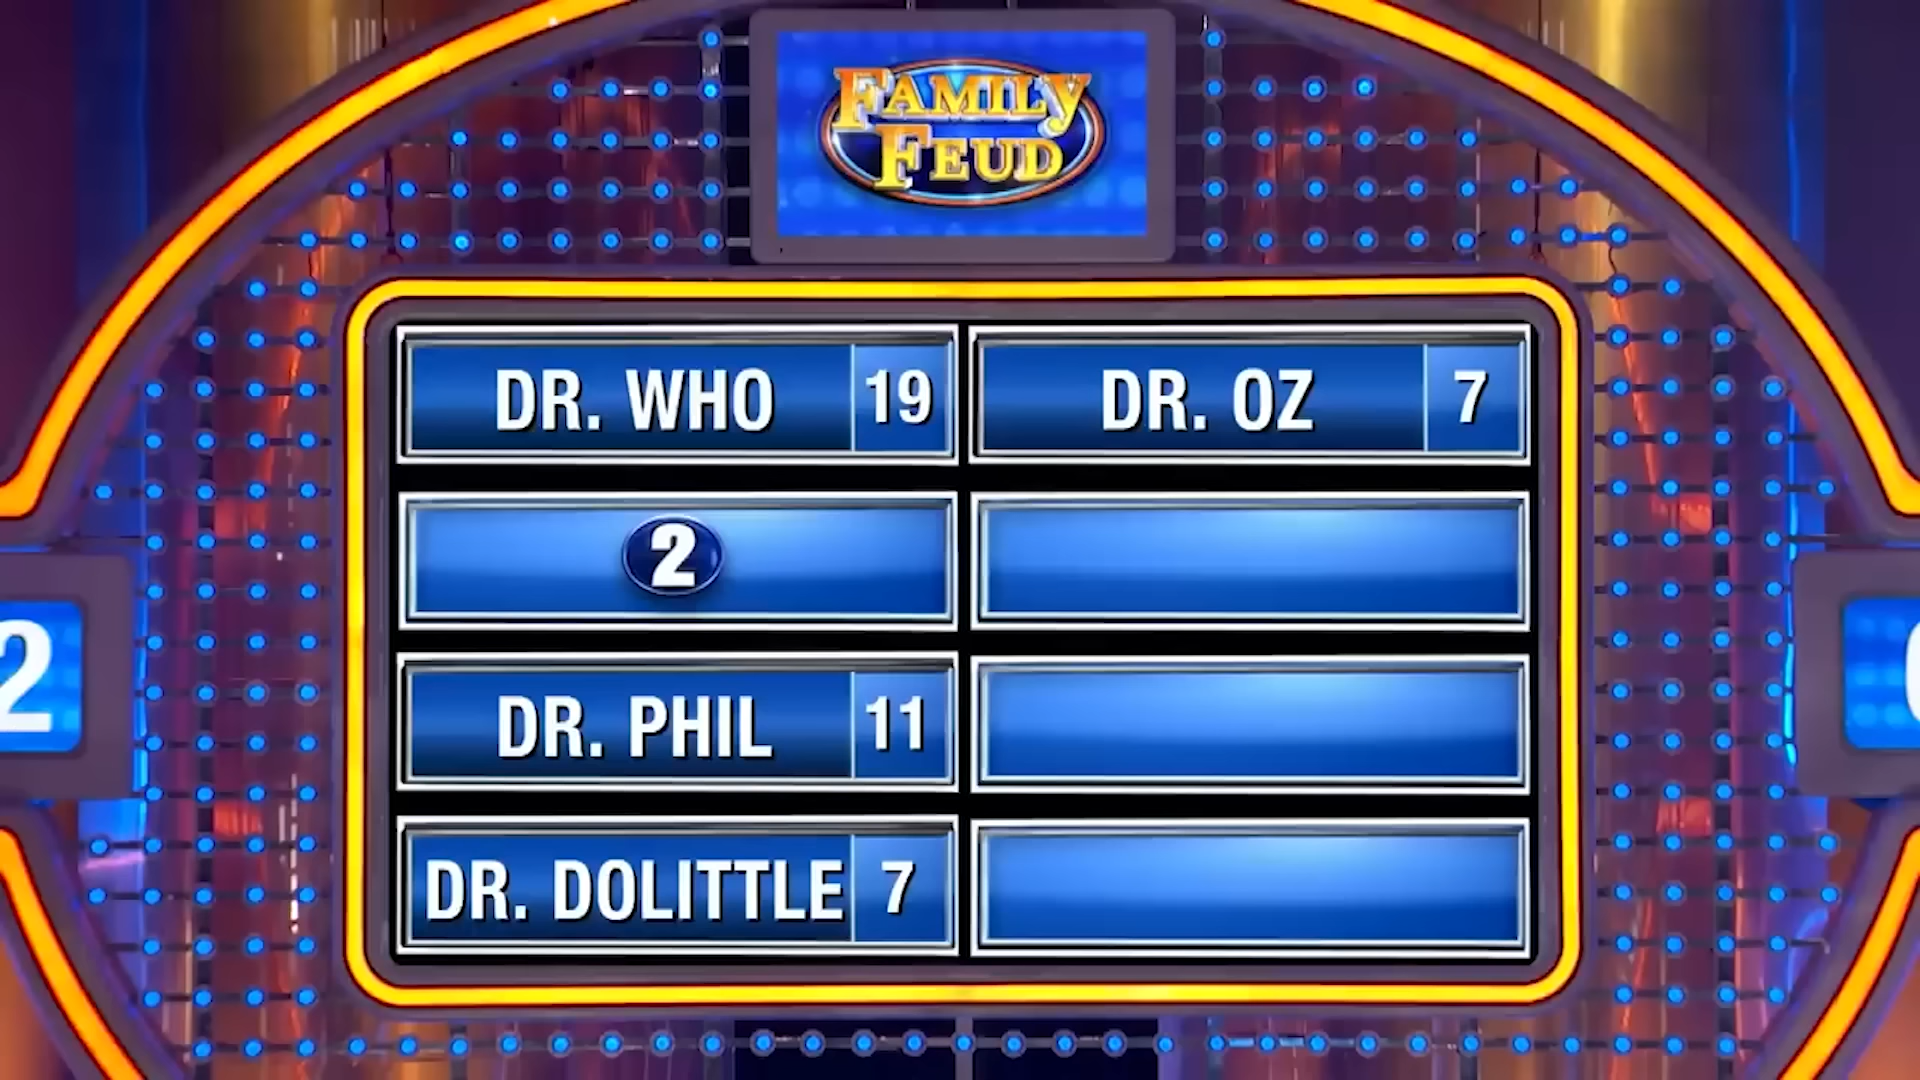 FAMILY
FEUD
DR. WHO 19
DR. OZ 7
2
DR. PHIL 11
DR. DOLITTLE 7
2